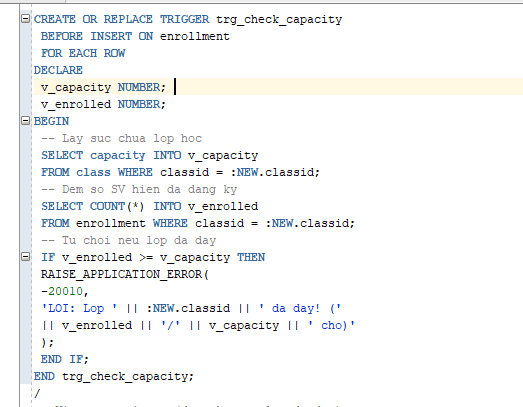 CREATE OR REPLACE TRIGGER trg_check_capacity
BEFORE INSERT ON enrollment
FOR EACH ROW
DECLARE
v_capacity NUMBER;
v_enrolled NUMBER;
BEGIN
-- Lay suc chua lop hoc
SELECT capacity INTO v_capacity
FROM class WHERE classid = :NEW.classid;
-- Dem so SV hien da dang ky
SELECT COUNT(*) INTO v_enrolled
FROM enrollment WHERE classid = :NEW.classid;
-- Tu choi neu lop da day
IF v_enrolled >= v_capacity THEN
RAISE_APPLICATION_ERROR(
-20010,
'LOI: Lop ' || :NEW.classid || ' da day! ('
|| v_enrolled || '/' || v_capacity || ' cho)'
);
END IF;
END trg_check_capacity;
/